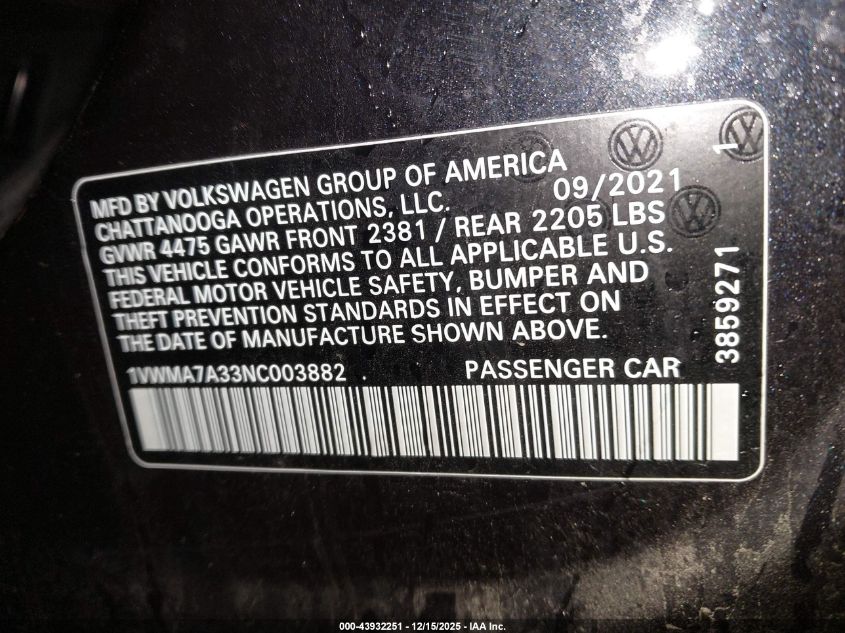 MFD BY VOLKSWAGEN GROUP OF AMERICA
CHATTANOOGA OPERATIONS, LLC. 09/2021 1
GVWR 4475 GAWR FRONT 2381 / REAR 2205 LBS
THIS VEHICLE CONFORMS TO ALL APPLICABLE U.S.
FEDERAL MOTOR VEHICLE SAFETY, BUMPER AND
THEFT PREVENTION STANDARDS IN EFFECT ON
THE DATE OF MANUFACTURE SHOWN ABOVE.
3859271
1VWMA7A33NC003882 . PASSENGER CAR
000-43932251 - 12/15/2025 - IAA Inc.